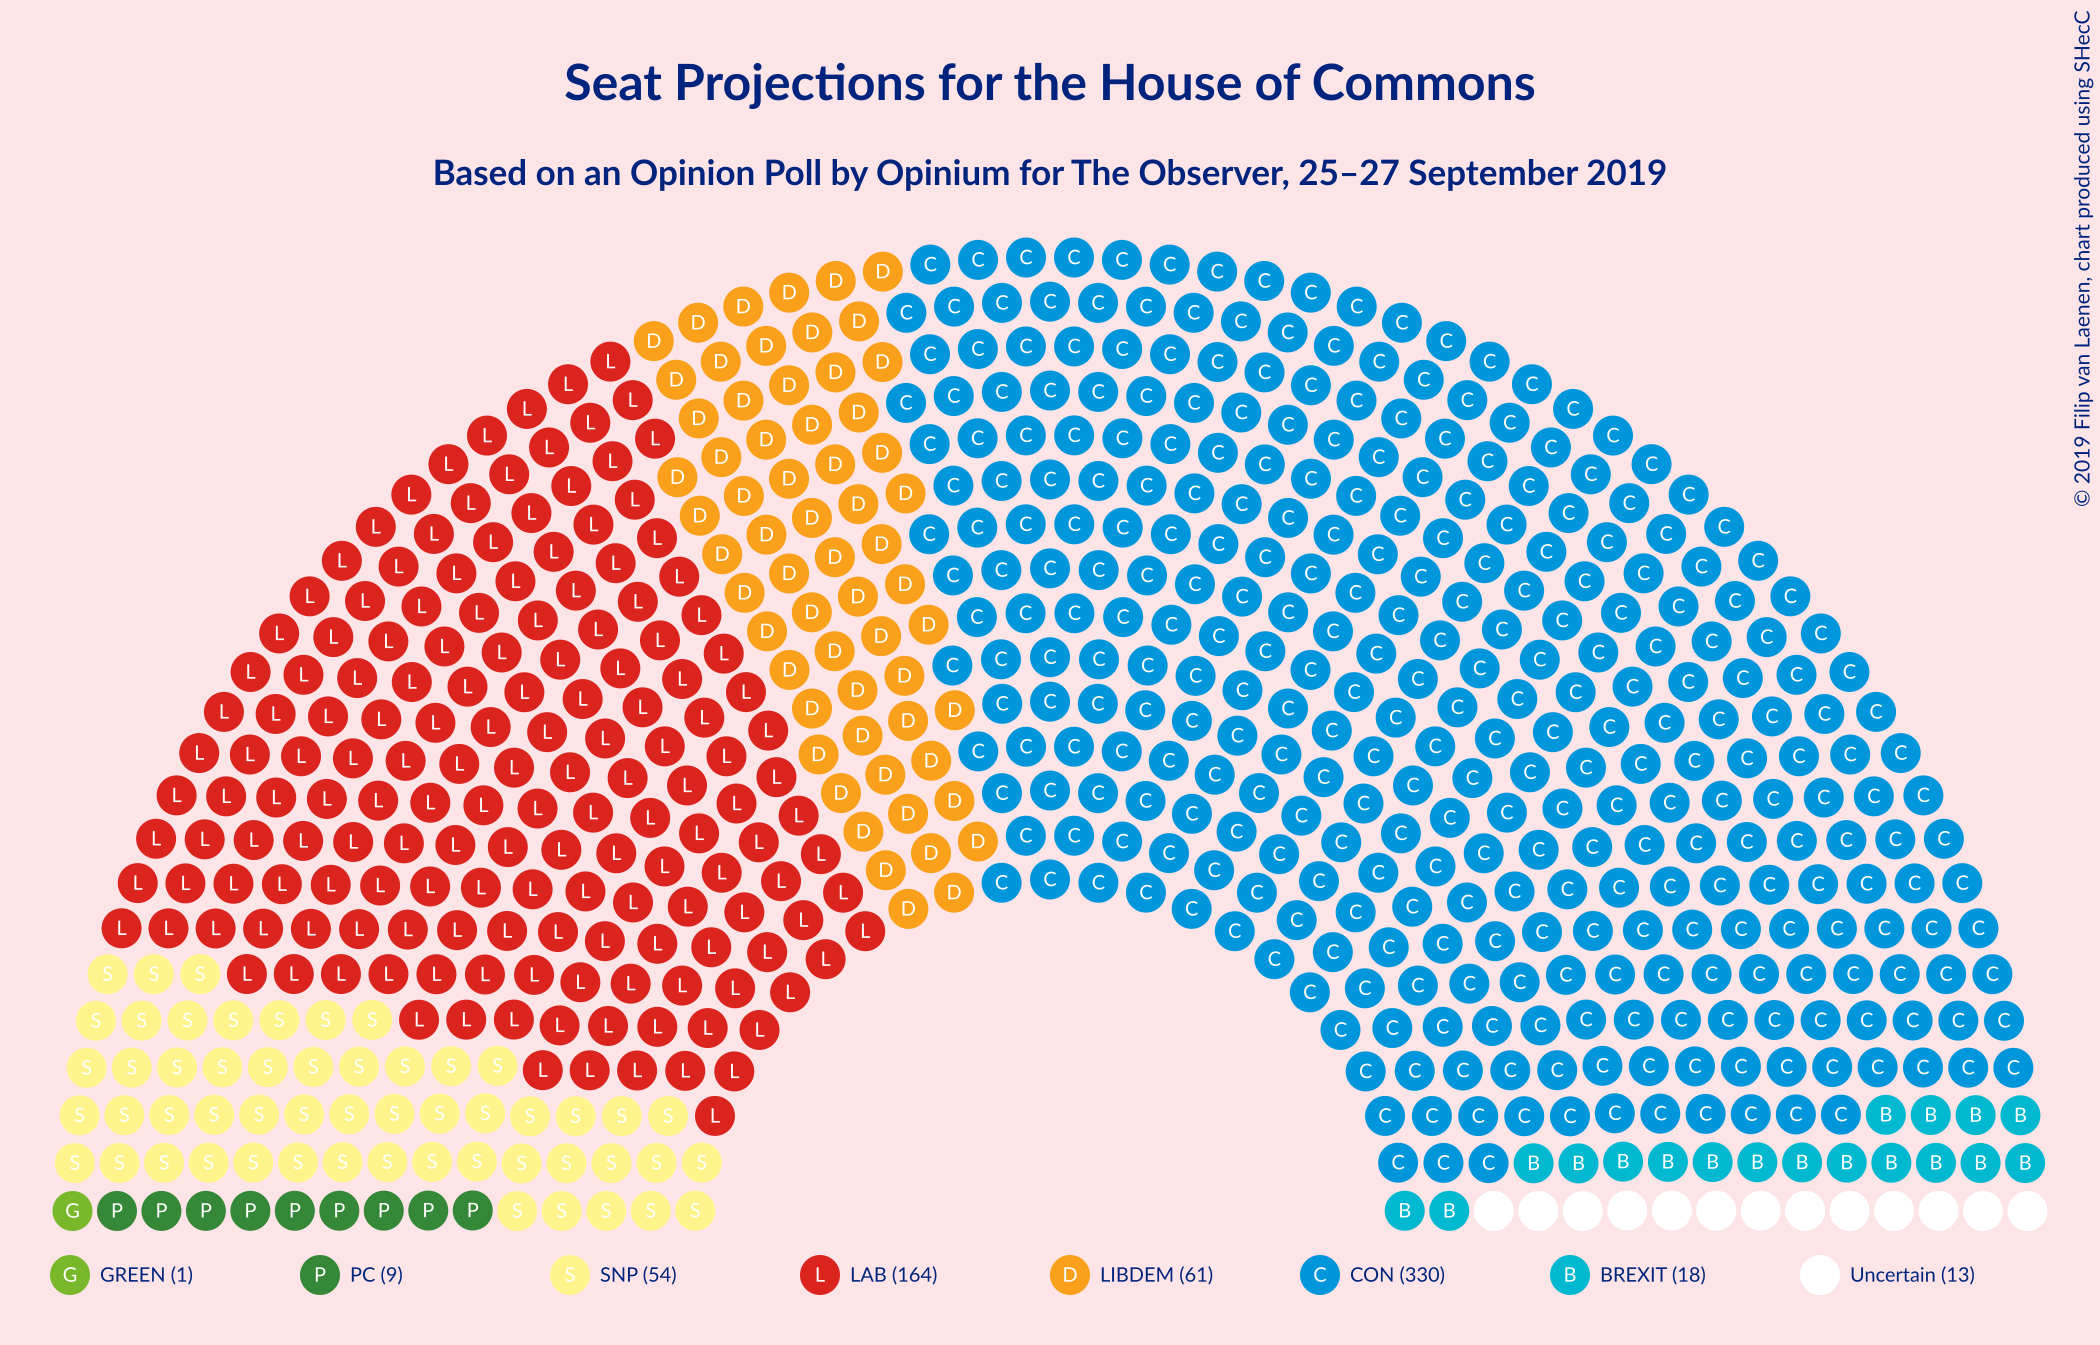 Seat Projections for the House of Commons
Based on an Opinion Poll by Opinium for The Observer, 25–27 September 2019
© 2019 Filip van Laenen, chart produced using SHecC
G GREEN (1)
P PC (9)
S SNP (54)
L LAB (164)
D LIBDEM (61)
C CON (330)
B BREXIT (18)
Uncertain (13)